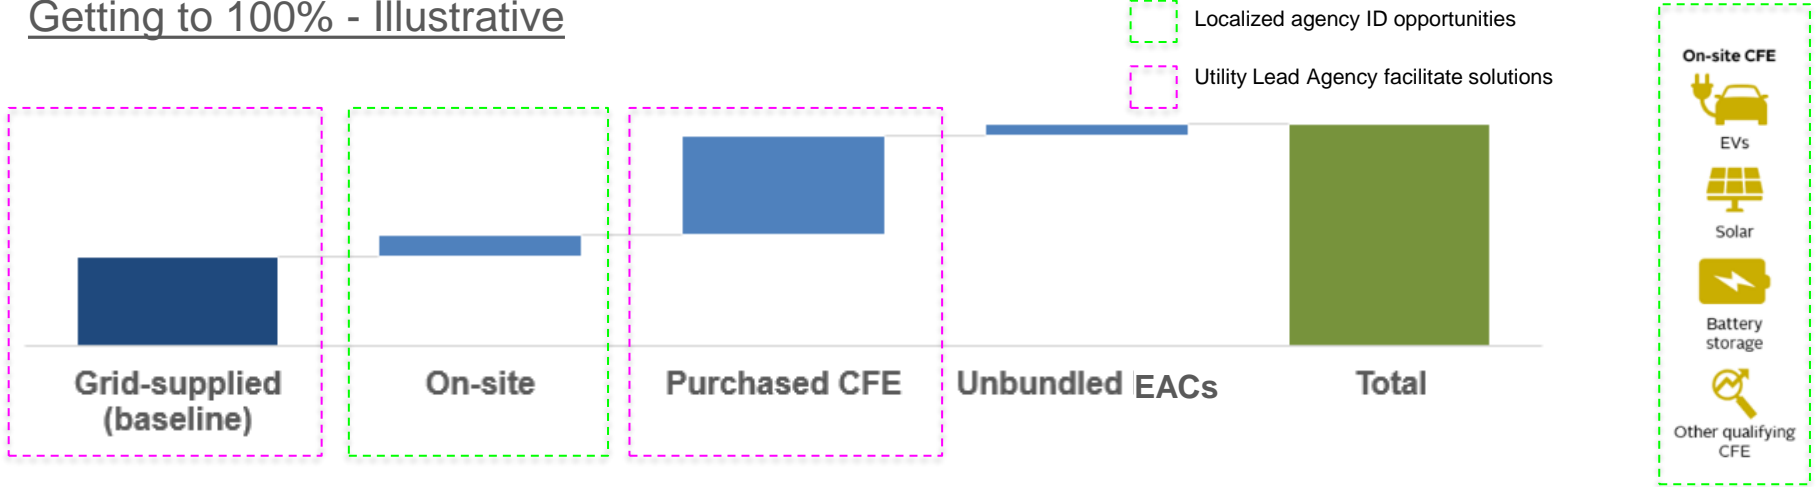 Getting to 100% - Illustrative
Localized agency ID opportunities
Utility Lead Agency facilitate solutions
Grid-supplied
(baseline)
On-site
Purchased CFE
Unbundled EACs
Total
On-site CFE
EVs
Solar
Battery
storage
Other qualifying
CFE